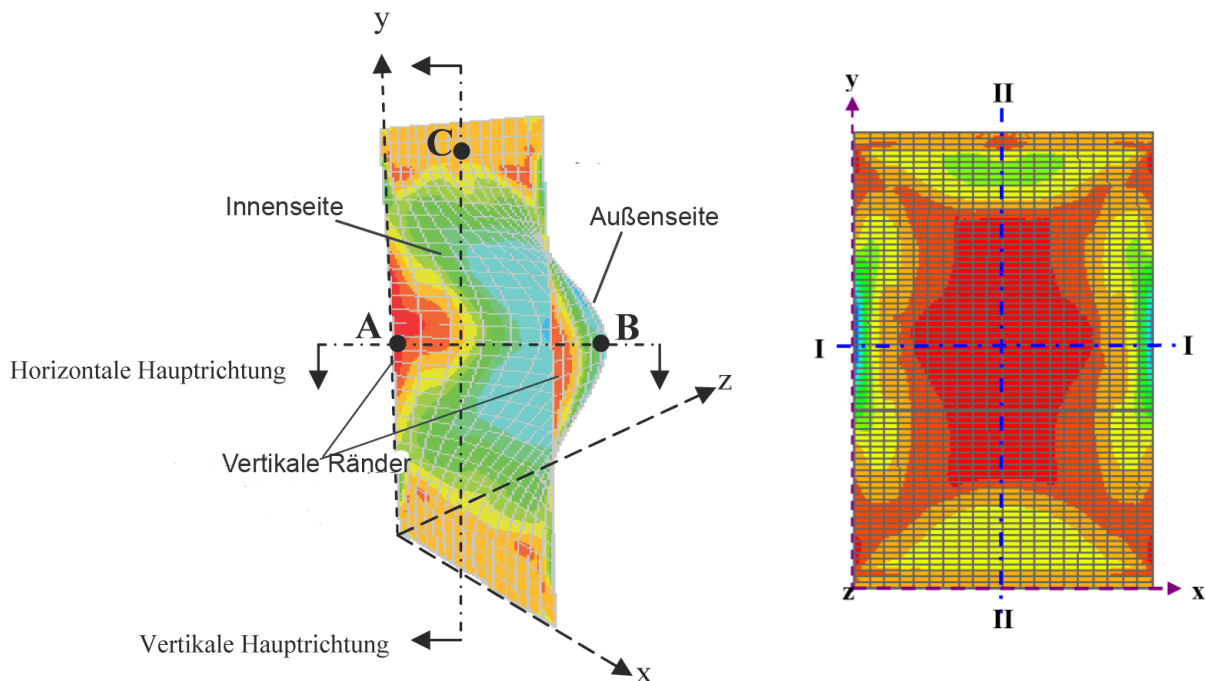 y
C
Innenseite
Außenseite
A
B
Horizontale Hauptrichtung
z
Vertikale Ränder
Vertikale Hauptrichtung
x
y
II
I
I
z
x
II